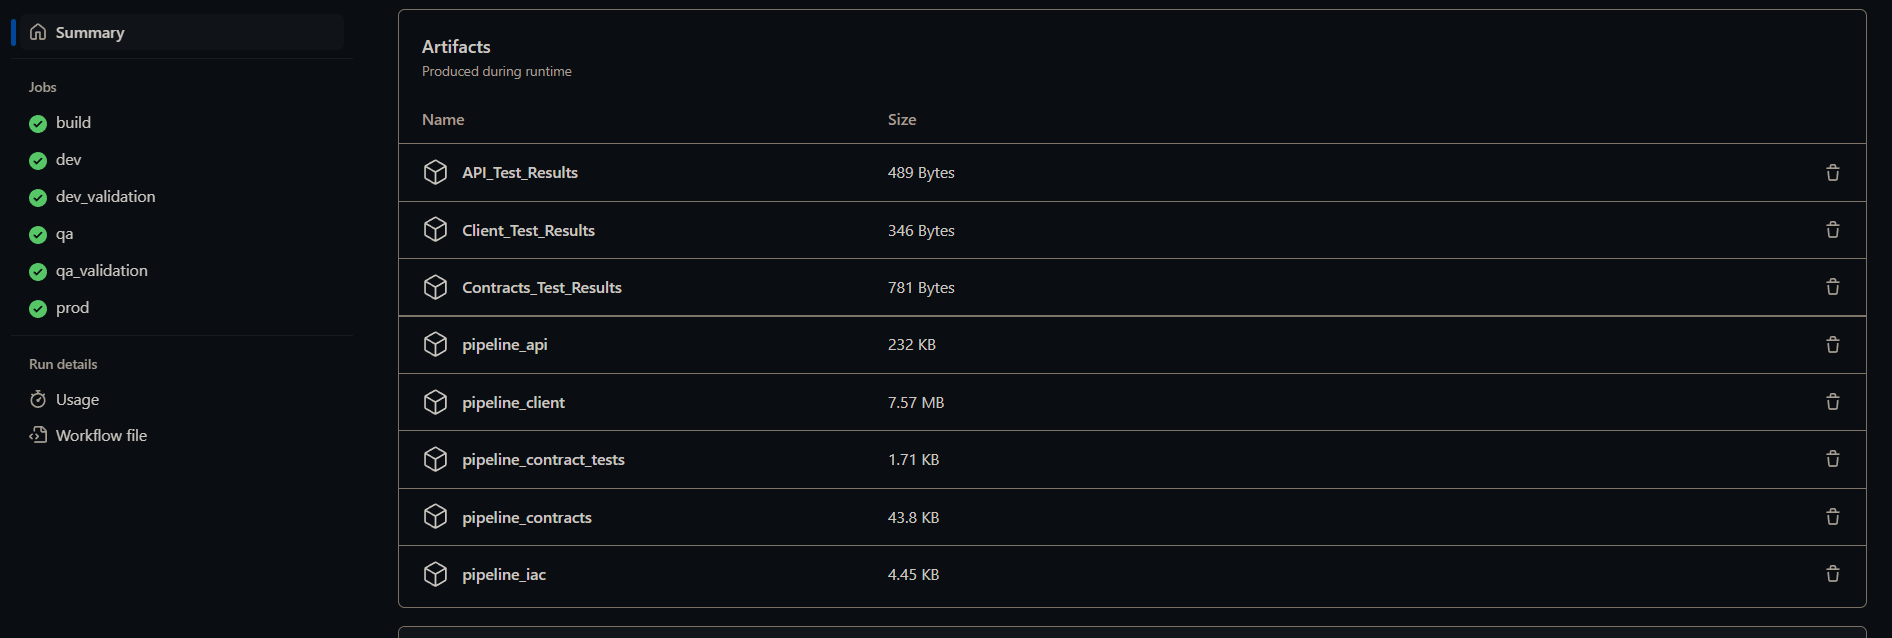 Summary
Jobs
build
dev
dev_validation
qa
qa_validation
prod
Run details
Usage
Workflow file
Artifacts
Produced during runtime
Name Size
API_Test_Results 489 Bytes
Client_Test_Results 346 Bytes
Contracts_Test_Results 781 Bytes
pipeline_api 232 KB
pipeline_client 7.57 MB
pipeline_contract_tests 1.71 KB
pipeline_contracts 43.8 KB
pipeline_iac 4.45 KB